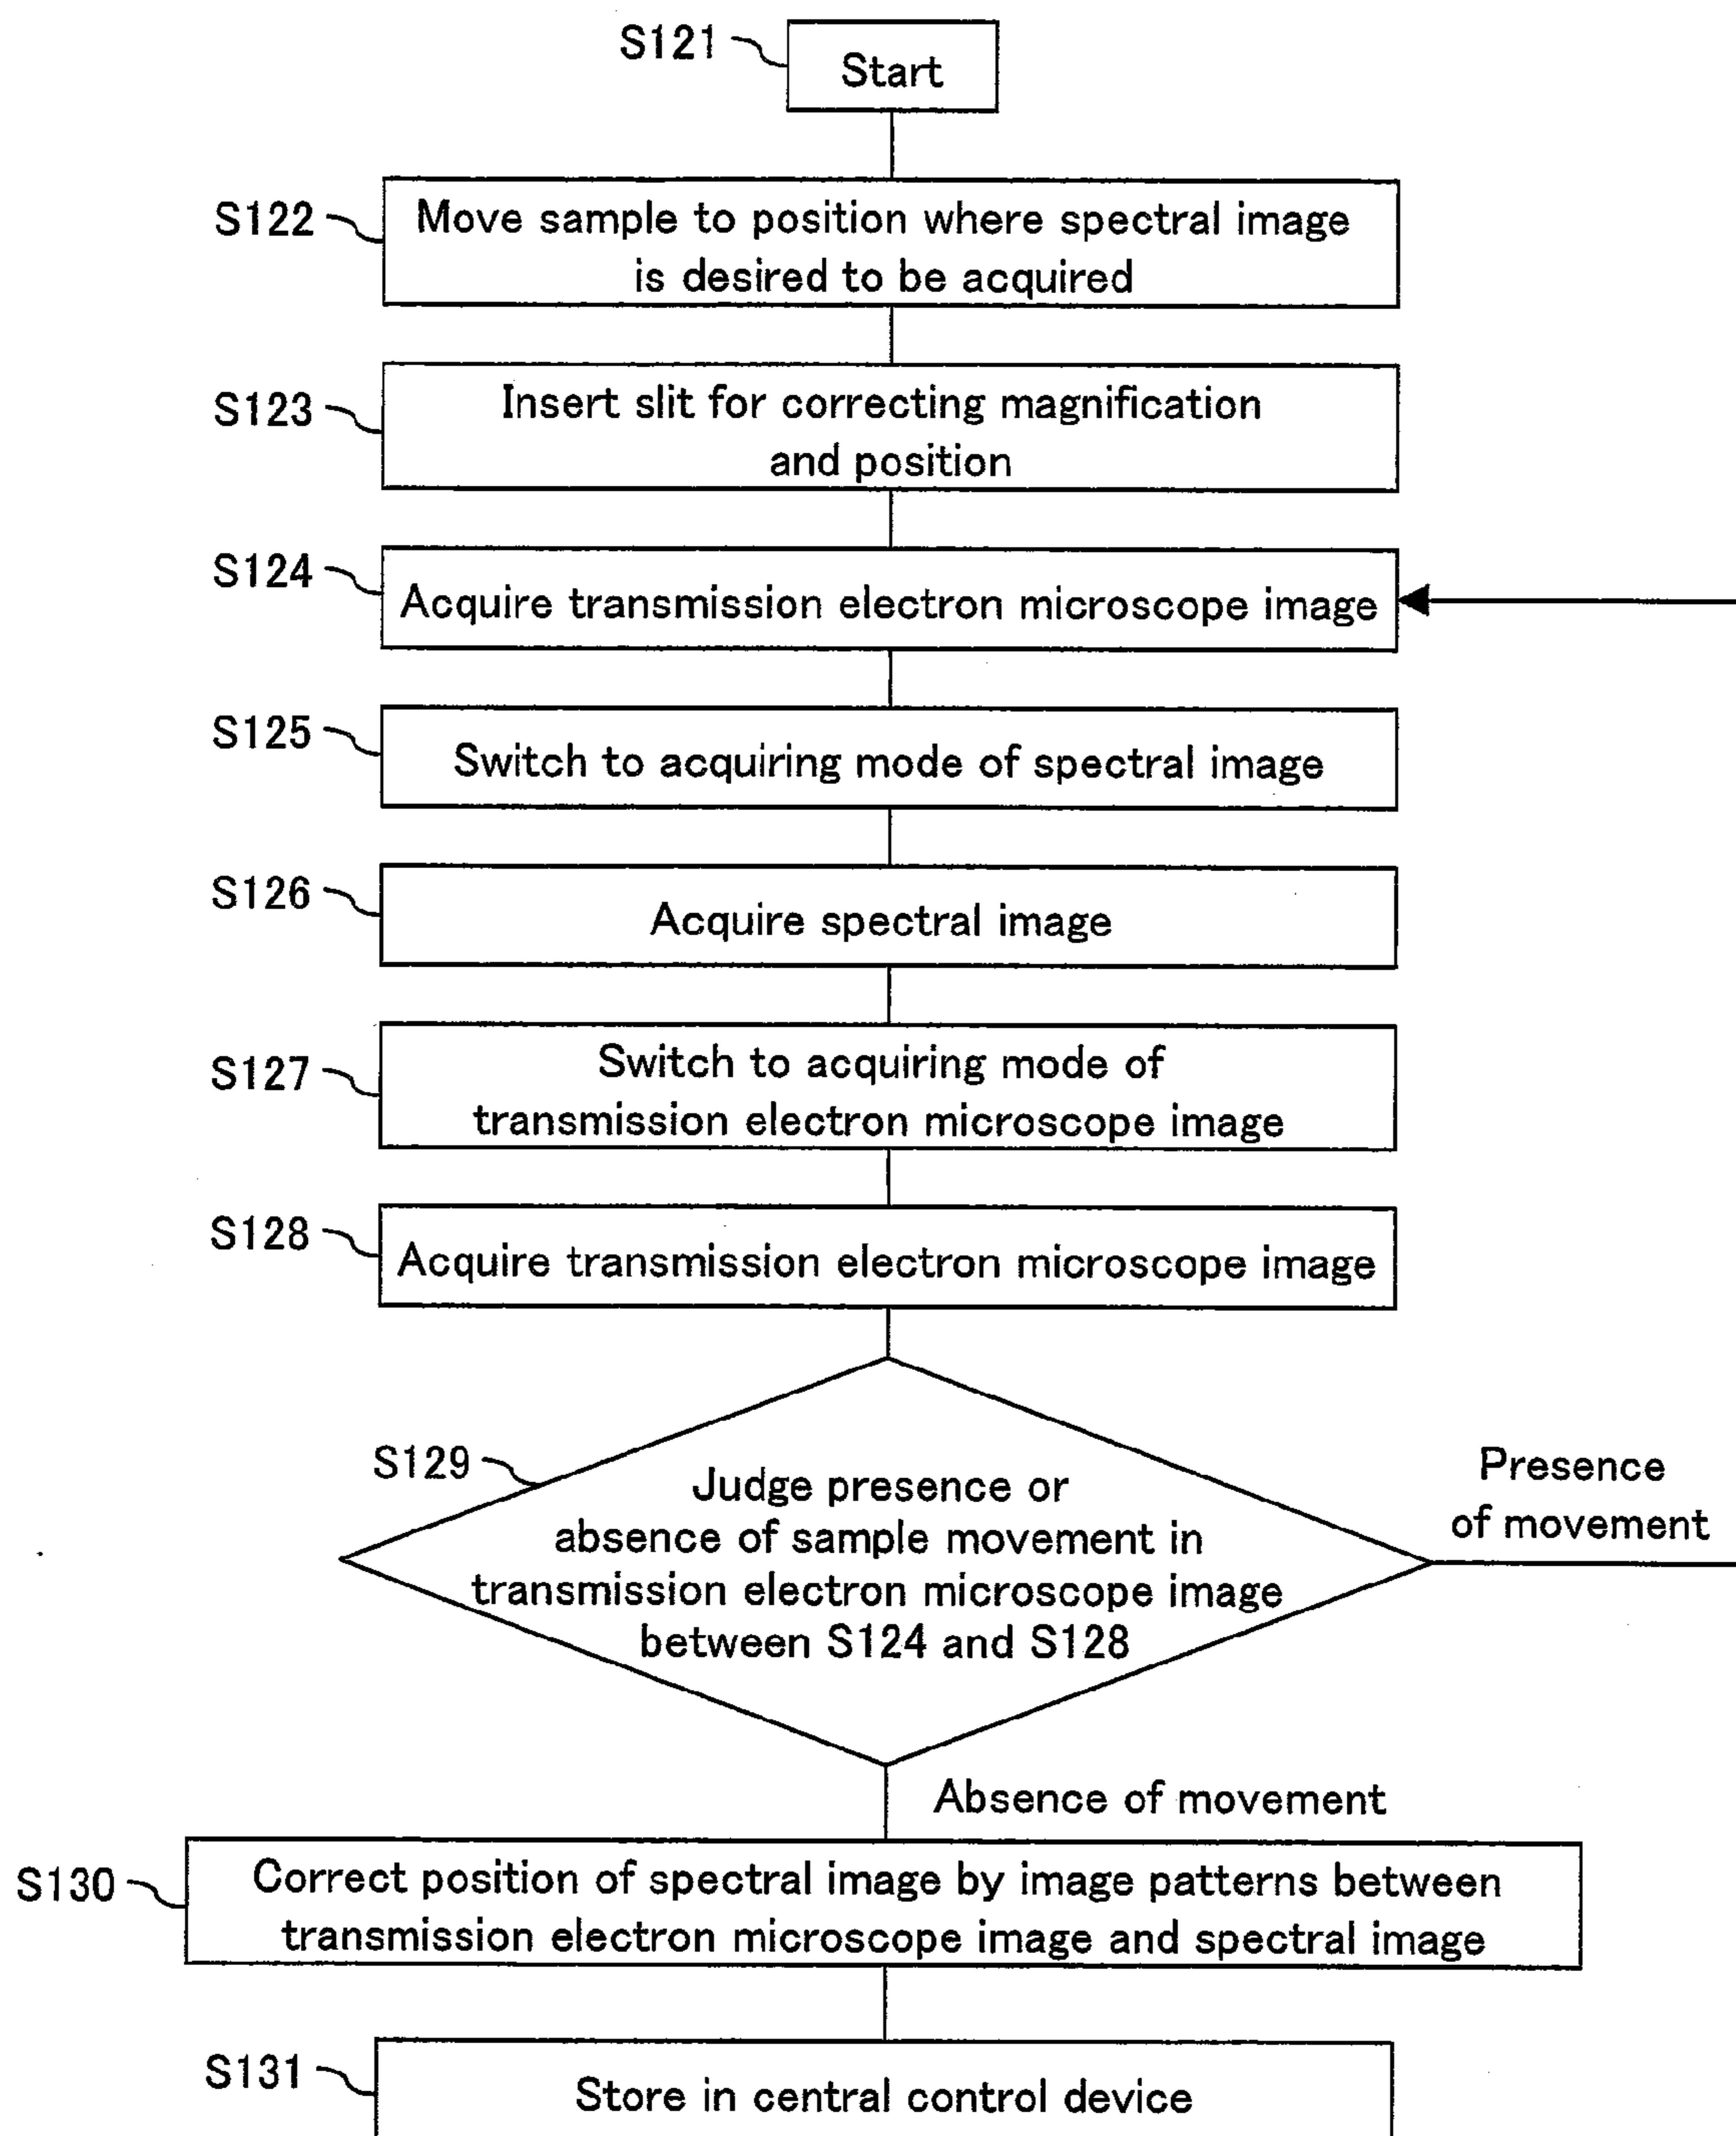 S121
Start
S122
Move sample to position where spectral image
is desired to be acquired
S123
Insert slit for correcting magnification
and position
S124
Acquire transmission electron microscope image
S125
Switch to acquiring mode of spectral image
S126
Acquire spectral image
S127
Switch to acquiring mode of
transmission electron microscope image
S128
Acquire transmission electron microscope image
S129
Judge presence or
absence of sample movement in
transmission electron microscope image
between S124 and S128
Presence
of movement
Absence of movement
S130
Correct position of spectral image by image patterns between
transmission electron microscope image and spectral image
S131
Store in central control device